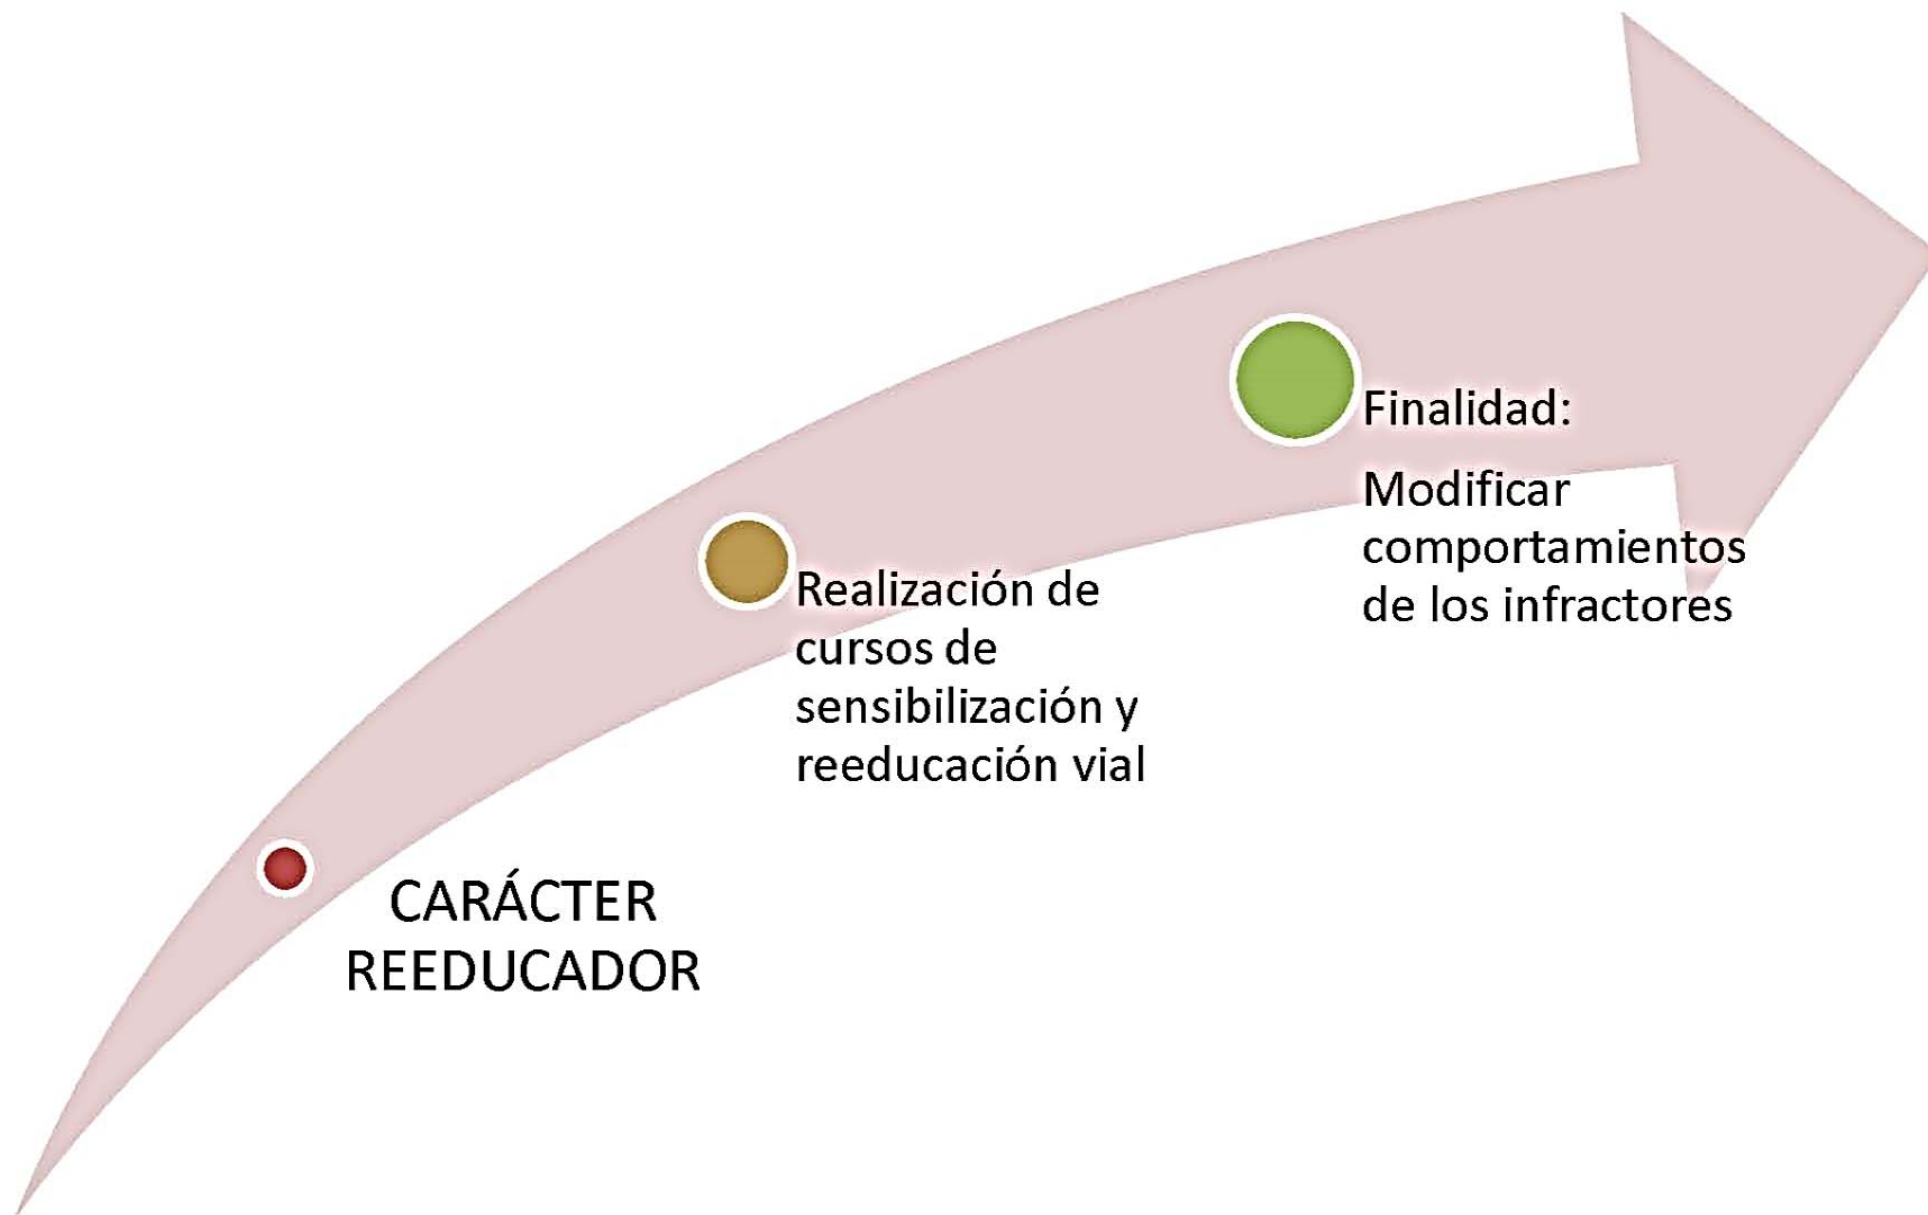 CARÁCTER
REEDUCADOR
Realización de
cursos de
sensibilización y
reeducación vial
Finalidad:
Modificar
comportamientos
de los infractores